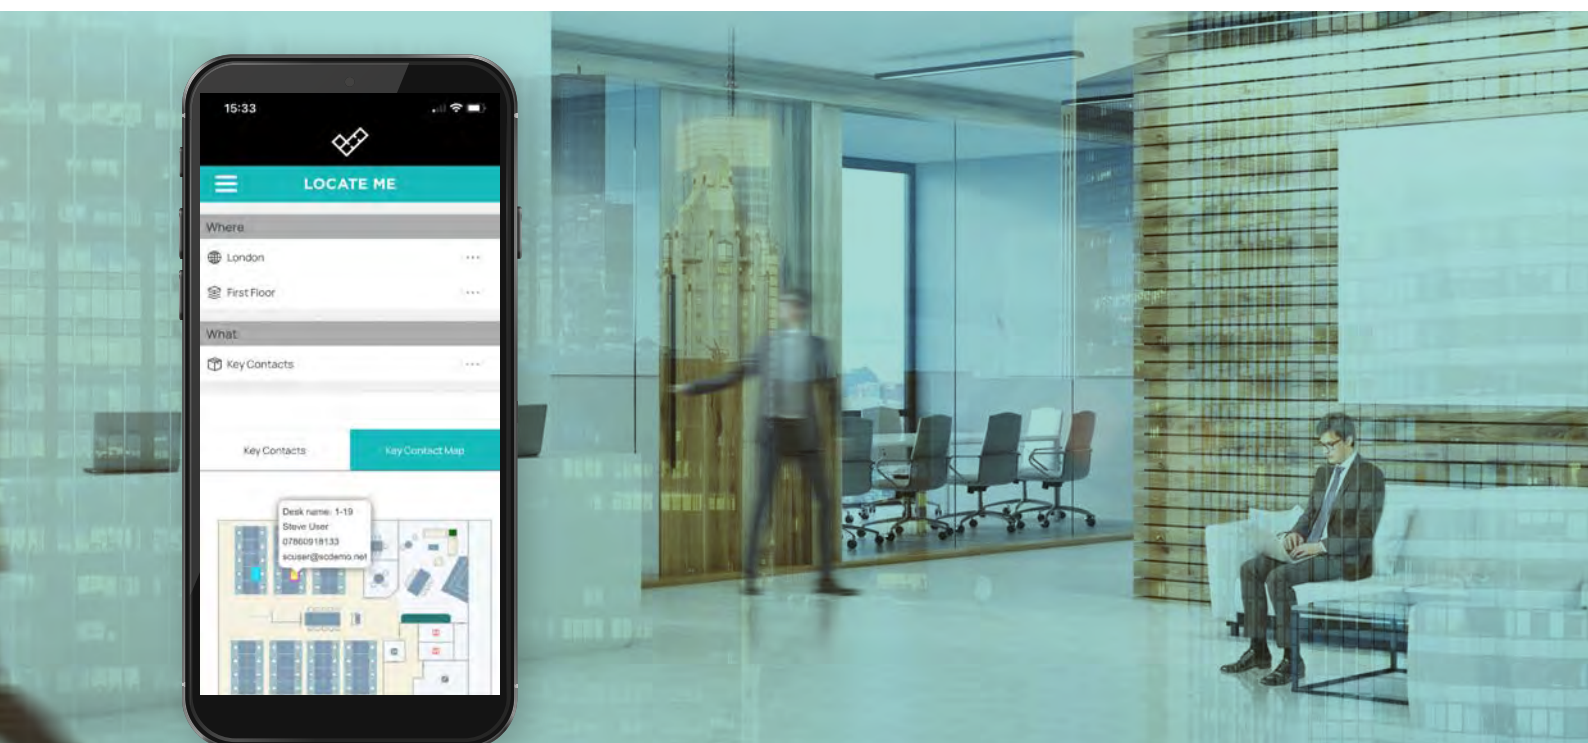 15:33
LOCATE ME
Where
London
First Floor
What
Key Contacts
Key Contacts
Key Contact Map
Desk name: 1-19
Steve User
07860918133
scuser@scdemo.net